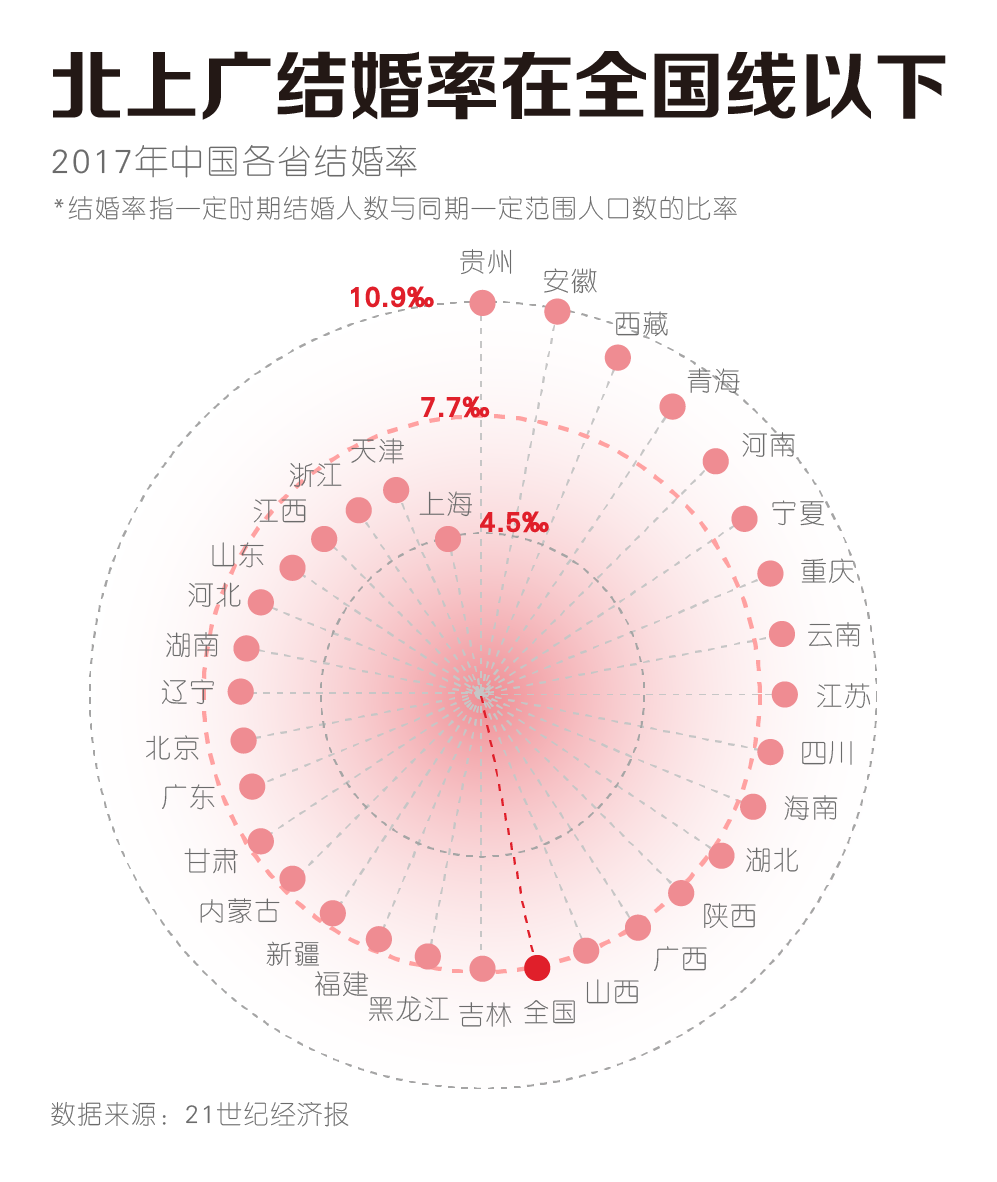 北上广结婚率在全国线以下
2017年中国各省结婚率
*结婚率指一定时期结婚人数与同期一定范围人口数的比率
贵州
安徽
10.9‰
西藏
青海
7.7‰
河南
天津
浙江
上海
江西
4.5‰
宁夏
山东
重庆
河北
云南
湖南
辽宁
江苏
北京
四川
广东
海南
甘肃
湖北
内蒙古
陕西
新疆
广西
福建
山西
黑龙江
吉林
全国
数据来源：21世纪经济报